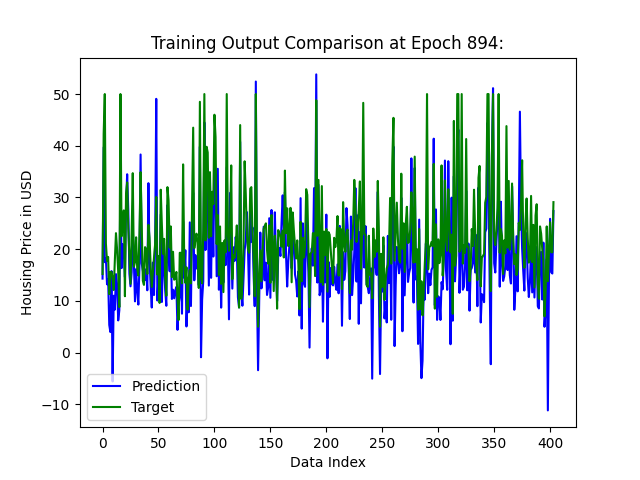 Training Output Comparison at Epoch 894:
Housing Price in USD
50
40
30
20
10
0
−10
Prediction
Target
0 50 100 150 200 250 300 350 400
Data Index